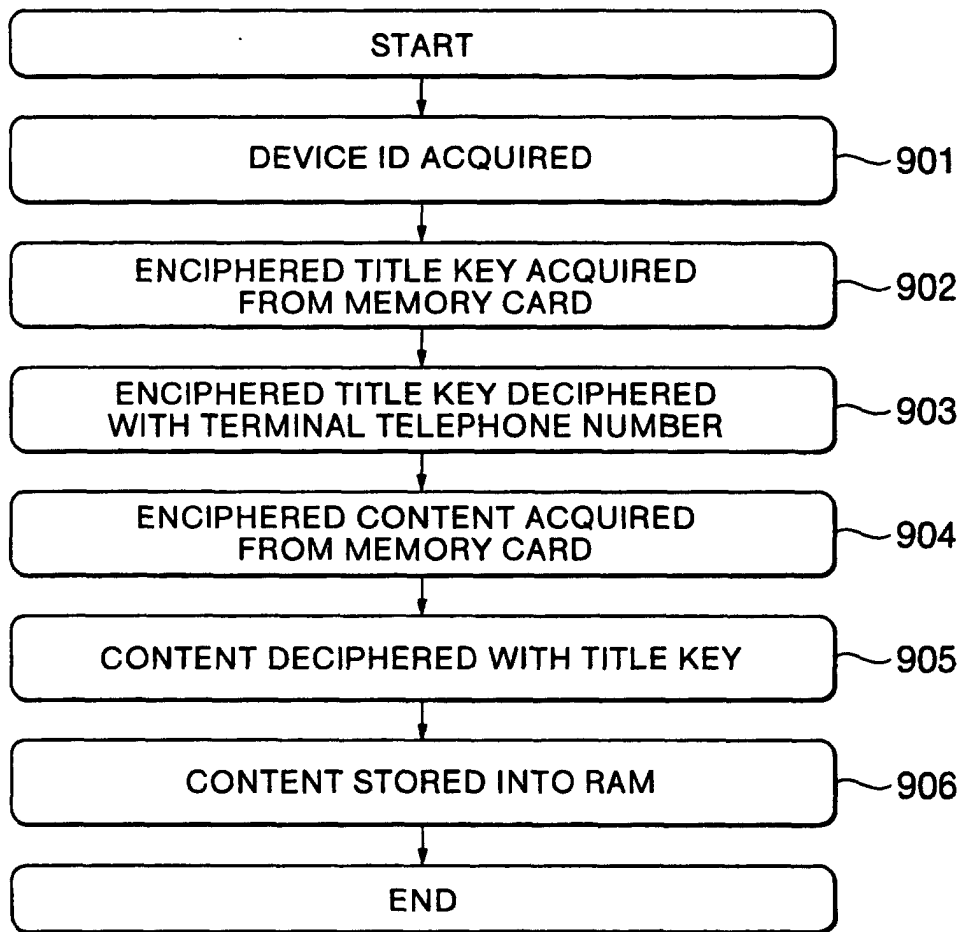 START
DEVICE ID ACQUIRED
901
ENCIPHERED TITLE KEY ACQUIRED
FROM MEMORY CARD
902
ENCIPHERED TITLE KEY DECIPHERED
WITH TERMINAL TELEPHONE NUMBER
903
ENCIPHERED CONTENT ACQUIRED
FROM MEMORY CARD
904
CONTENT DECIPHERED WITH TITLE KEY
905
CONTENT STORED INTO RAM
906
END